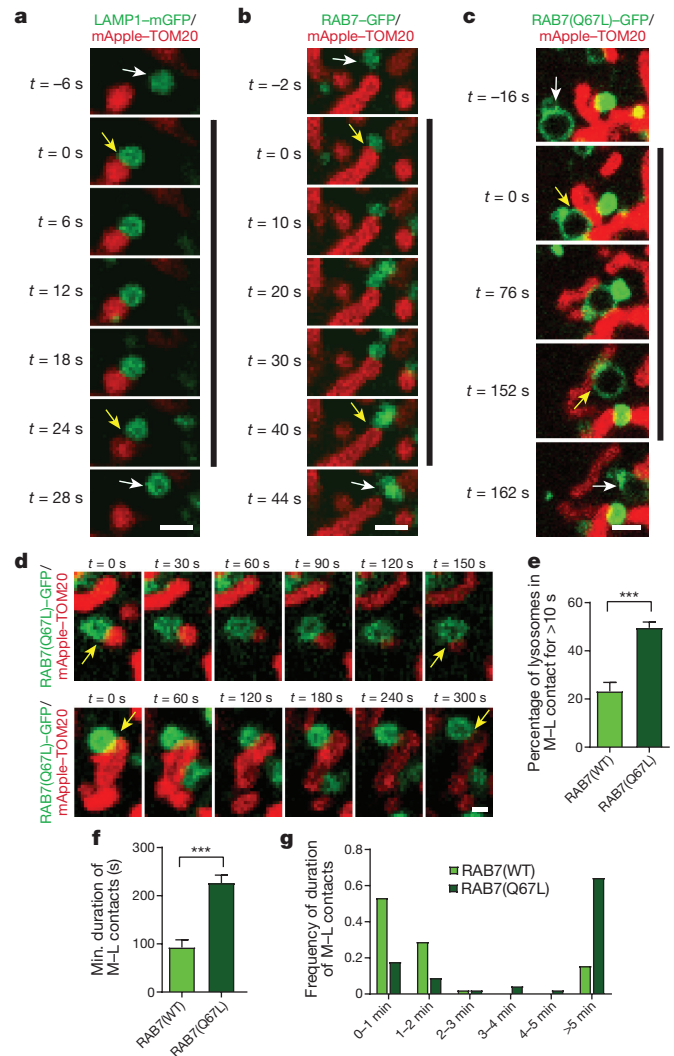 a
LAMP1–mGFP/
mApple–TOM20
t = –6 s
t = 0 s
t = 6 s
t = 12 s
t = 18 s
t = 24 s
t = 28 s
b
RAB7–GFP/
mApple–TOM20
t = –2 s
t = 0 s
t = 10 s
t = 20 s
t = 30 s
t = 40 s
t = 44 s
c
RAB7(Q67L)–GFP/
mApple–TOM20
t = –16 s
t = 0 s
t = 76 s
t = 152 s
t = 162 s
d
RAB7(Q67L)–GFP/
mApple–TOM20
t = 0 s t = 30 s t = 60 s t = 90 s t = 120 s t = 150 s
RAB7(Q67L)–GFP/
mApple–TOM20
t = 0 s t = 60 s t = 120 s t = 180 s t = 240 s t = 300 s
e
Percentage of lysosomes in
M–L contact for >10 s
60
40
20
0
***
RAB7(WT)
RAB7(Q67L)
f
Min. duration of
M–L contacts (s)
300
200
100
0
***
RAB7(WT)
RAB7(Q67L)
g
Frequency of duration
of M–L contacts
0.8
0.4
0
RAB7(WT)
RAB7(Q67L)
0–1 min
1–2 min
2–3 min
3–4 min
4–5 min
>5 min